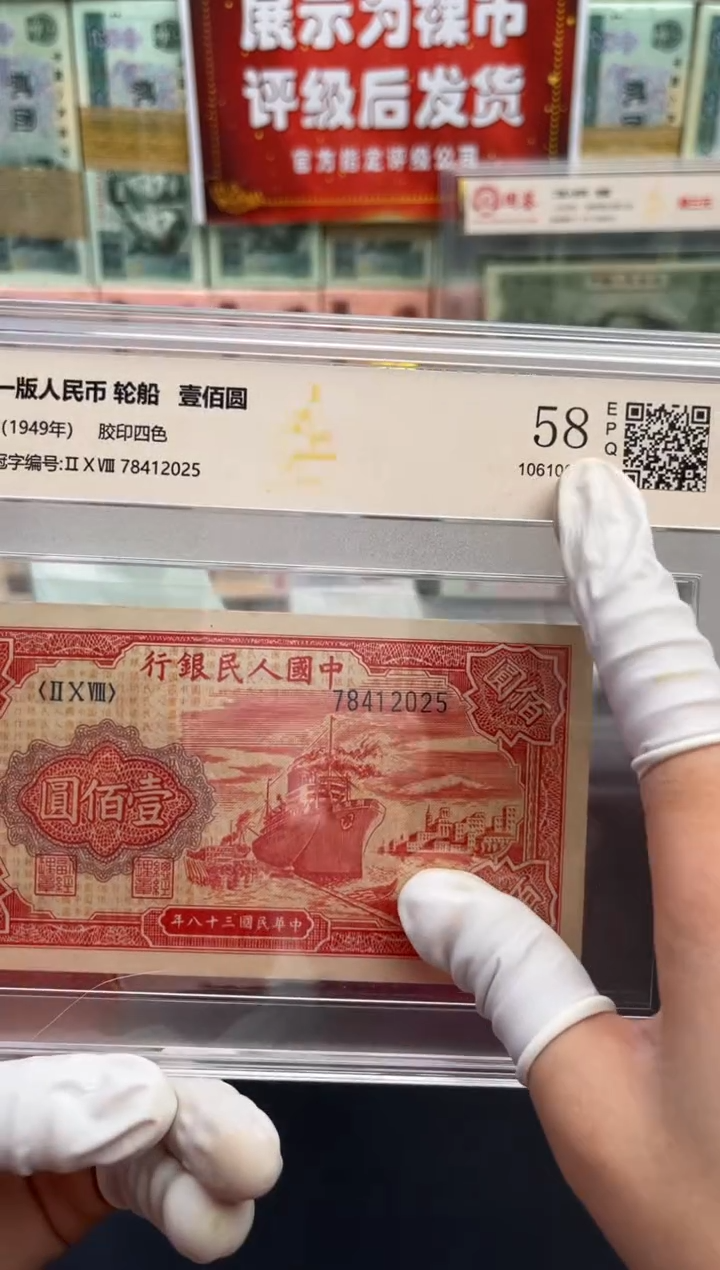 展示为裸币
评级后发货
官方指定评级公司
一版人民币 轮船 壹佰圆
(1949年) 胶印四色
冠字编号:ⅡⅩⅧ 78412025
58
EPQ
10610
行銀民人國中
〈ⅡⅩⅧ〉
78412025
圓佰壹
佰圓
年八十三國民華中